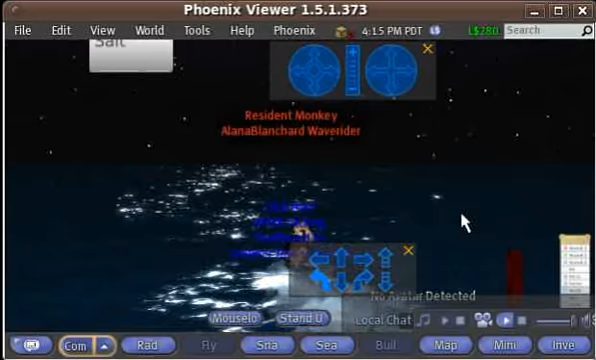 Phoenix Viewer 1.5.1.373
File Edit View World Tools Help Phoenix 4:15 PM PDT L$280 Search
Salt
Resident Monkey
AlanaBlanchard Waverider
No Avatar Detected
Mouselo Stand U Local Chat
Com Rad Fly Sna Sea Buil Map Mini Inve